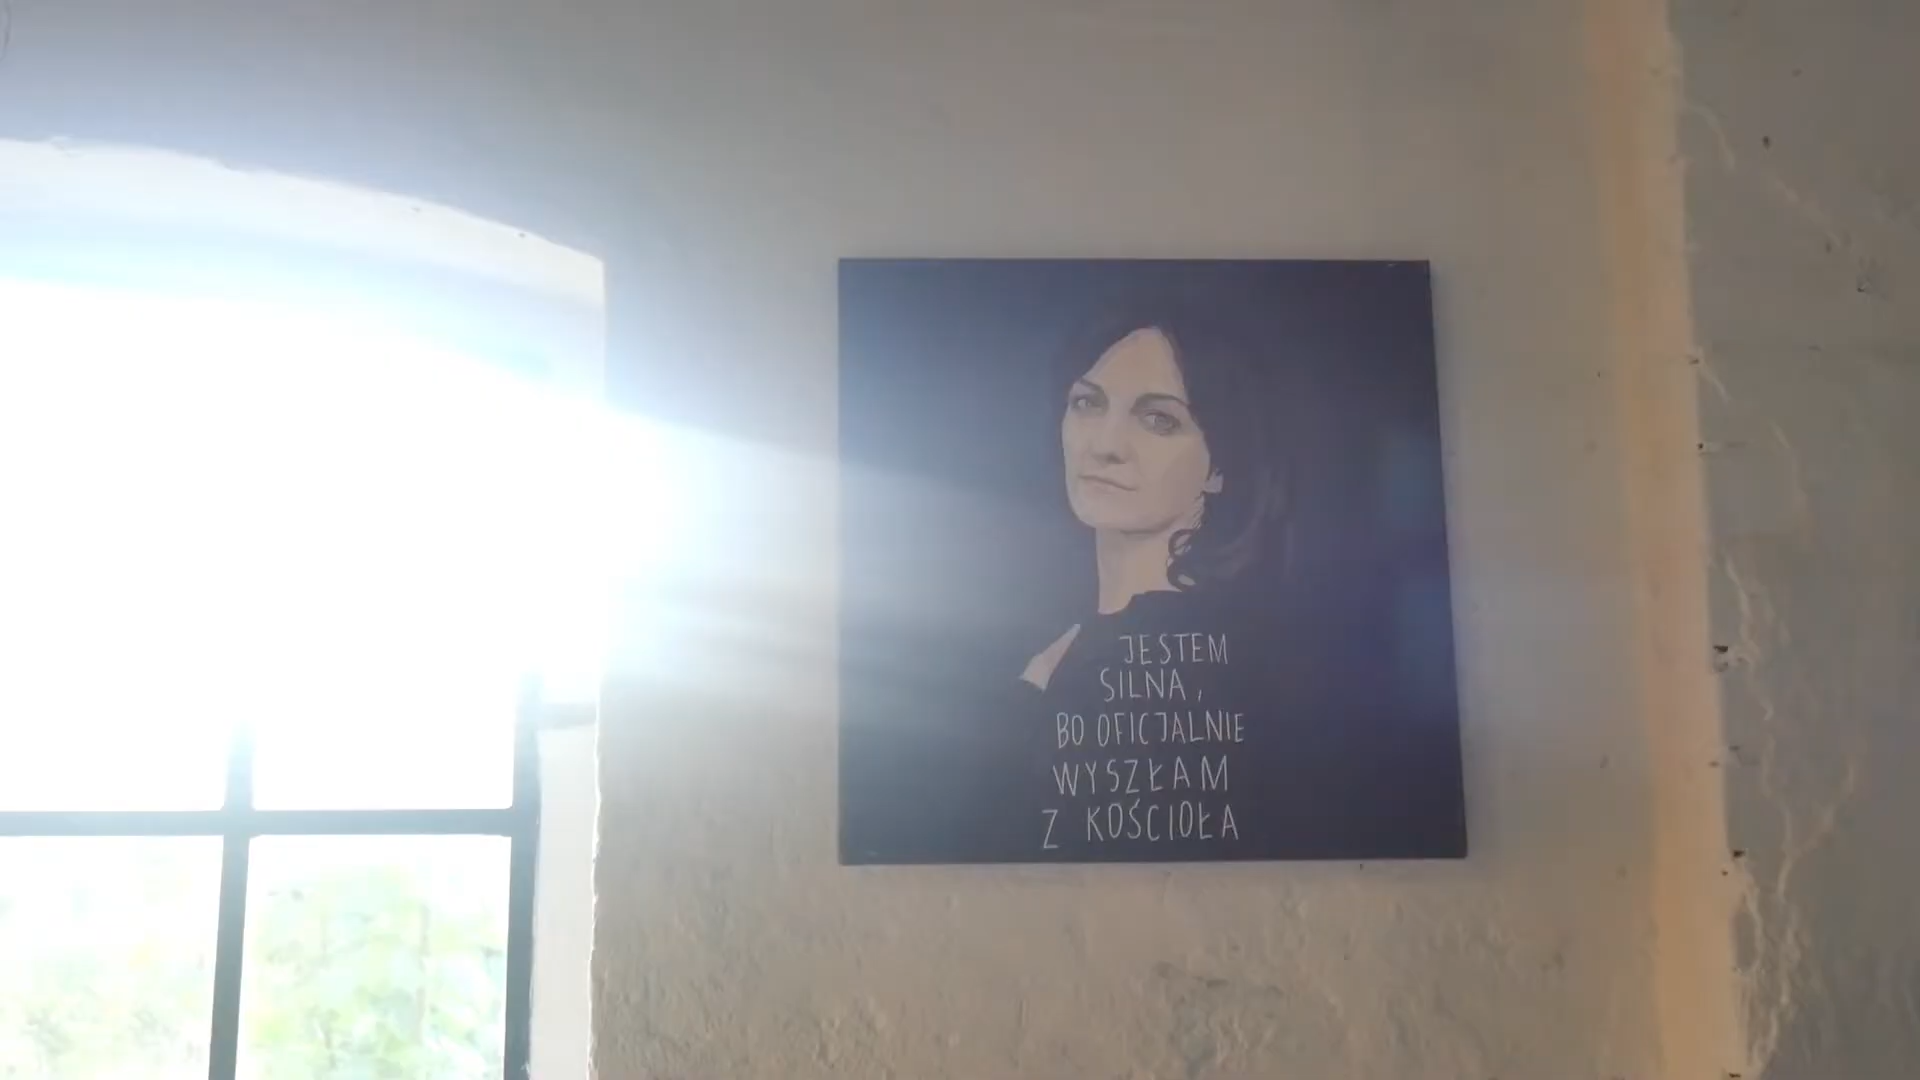 JESTEM
SILNA,
BO OFICJALNIE
WYSZŁAM
Z KOŚCIOŁA